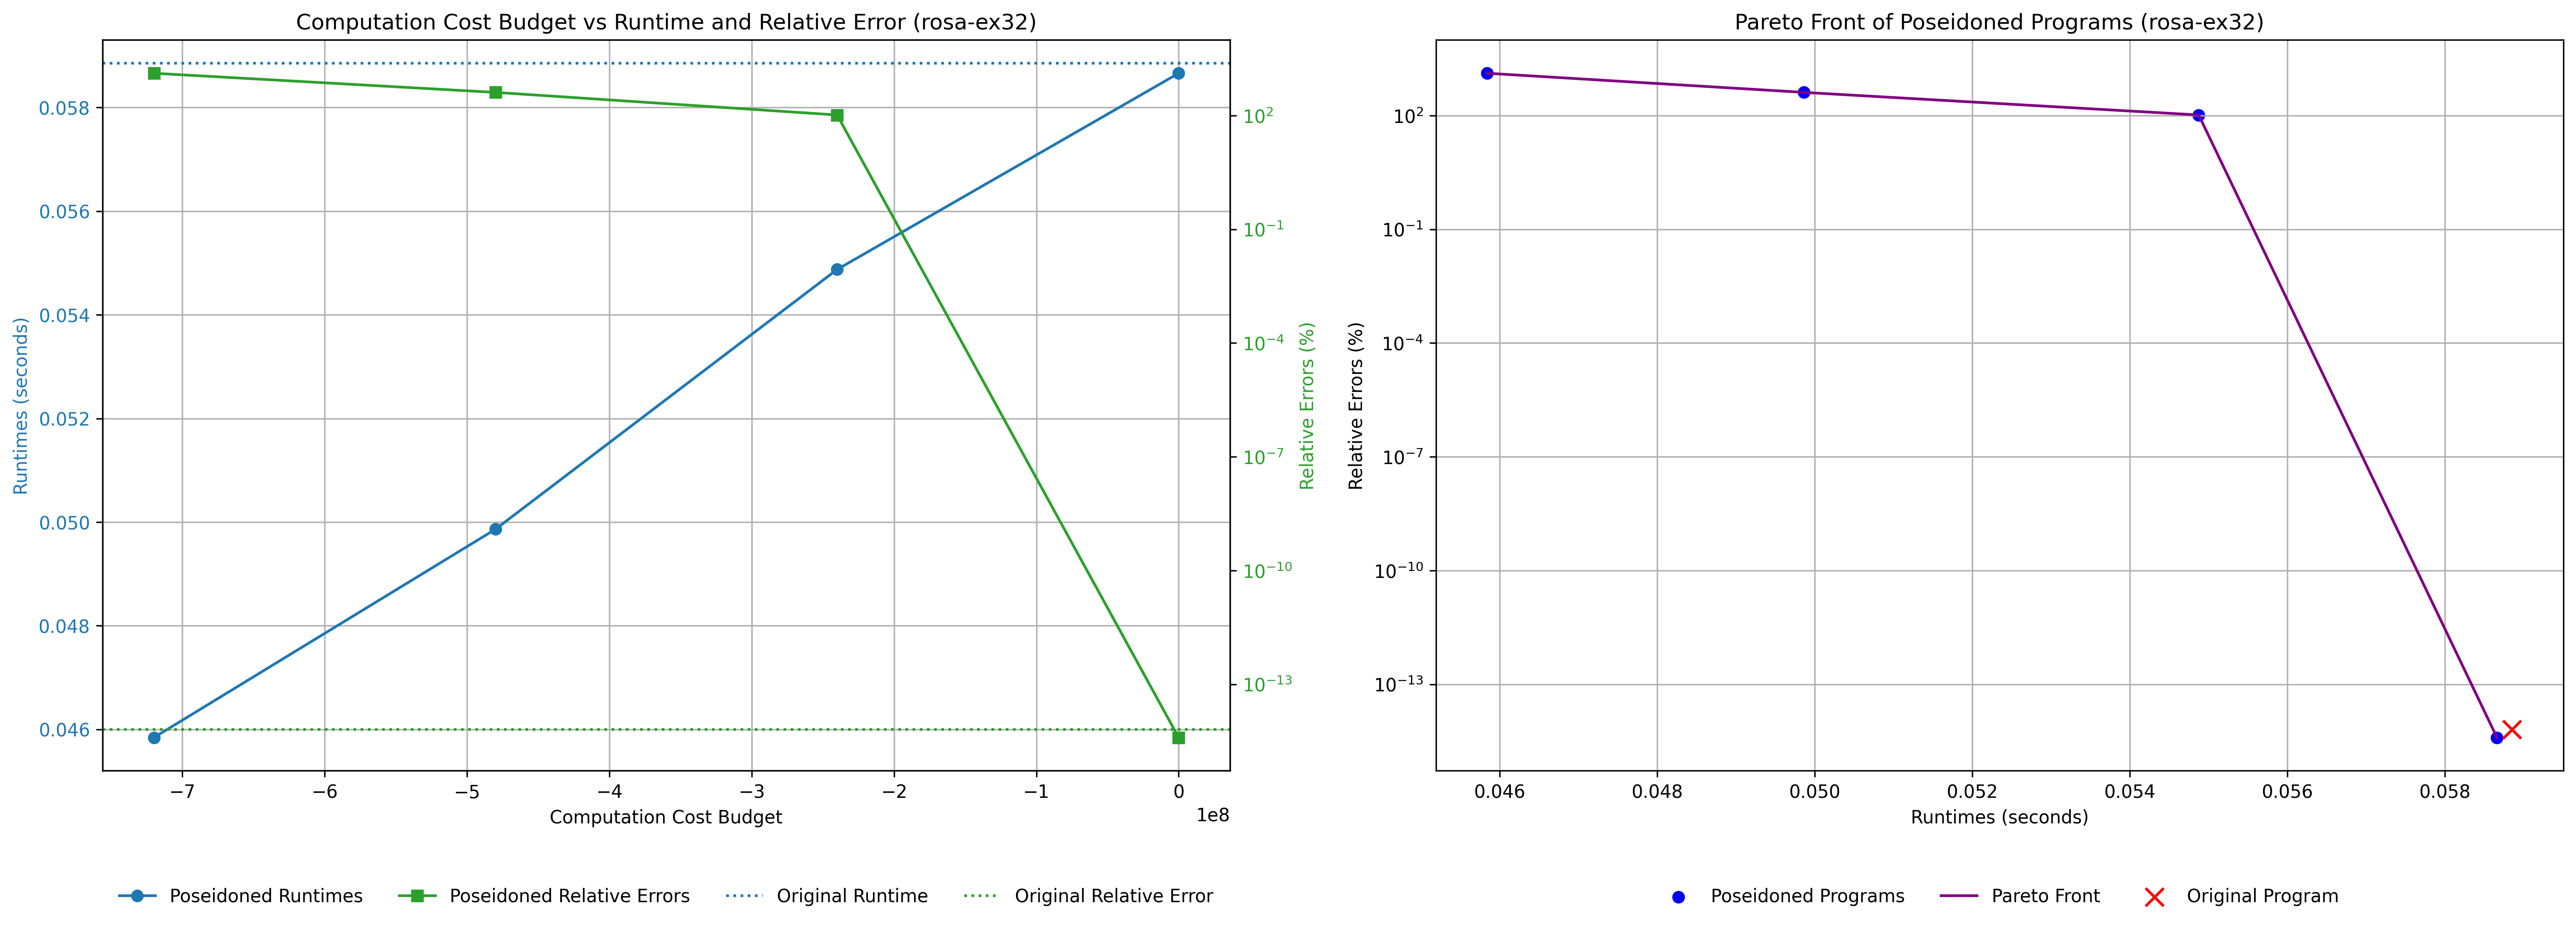 Computation Cost Budget vs Runtime and Relative Error (rosa-ex32)
Runtimes (seconds)
0.058
0.056
0.054
0.052
0.050
0.048
0.046
10²
10⁻¹
10⁻⁴
10⁻⁷
10⁻¹⁰
10⁻¹³
Relative Errors (%)
−7 −6 −5 −4 −3 −2 −1 0
1e8
Computation Cost Budget
Poseidoned Runtimes Poseidoned Relative Errors Original Runtime Original Relative Error
Pareto Front of Poseidoned Programs (rosa-ex32)
Relative Errors (%)
10²
10⁻¹
10⁻⁴
10⁻⁷
10⁻¹⁰
10⁻¹³
0.046 0.048 0.050 0.052 0.054 0.056 0.058
Runtimes (seconds)
Poseidoned Programs Pareto Front Original Program